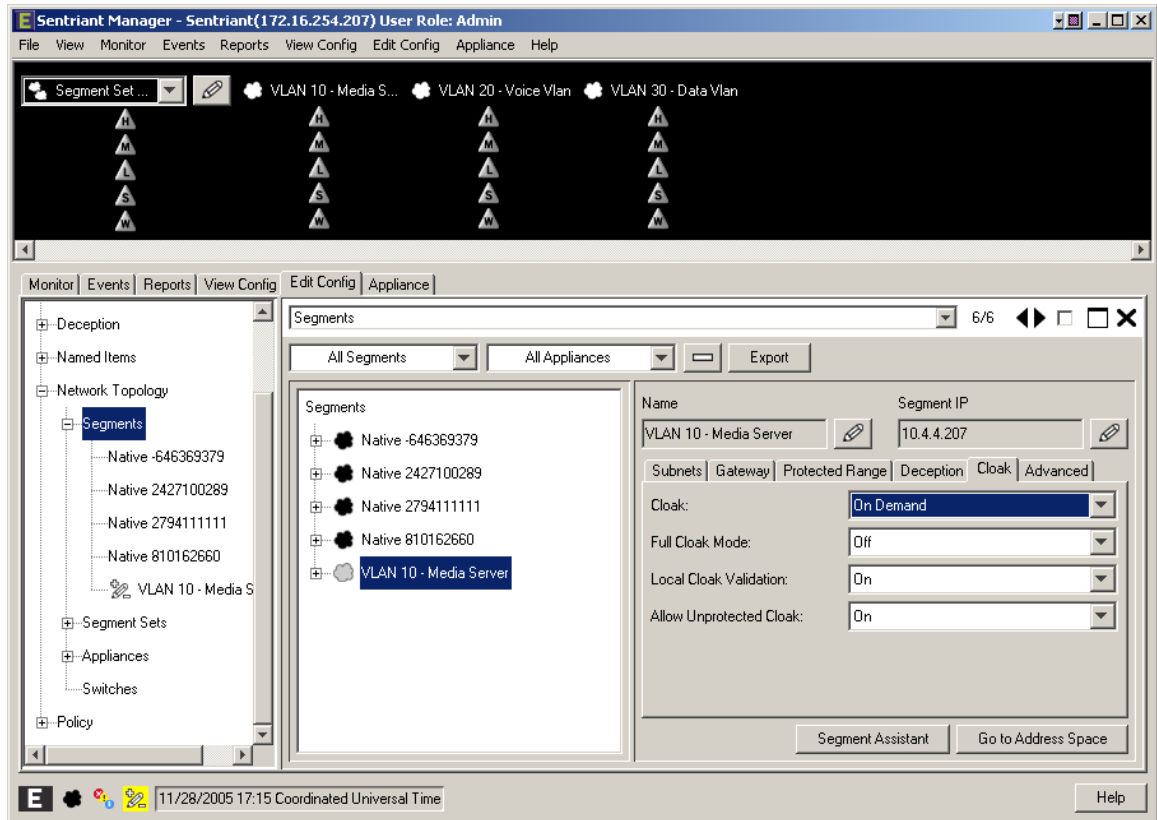 Sentriant Manager - Sentriant(172.16.254.207) User Role: Admin
File View Monitor Events Reports View Config Edit Config Appliance Help
Segment Set ... VLAN 10 - Media S... VLAN 20 - Voice Vlan VLAN 30 - Data Vlan
H H H H
M M M M
L L L L
S S S S
W W W W
Monitor Events Reports View Config Edit Config Appliance
Deception
Named Items
Network Topology
Segments
Native -646369379
Native 2427100289
Native 2794111111
Native 810162660
VLAN 10 - Media S
Segment Sets
Appliances
Switches
Policy
Segments 6/6
All Segments All Appliances Export
Segments
Native -646369379
Native 2427100289
Native 2794111111
Native 810162660
VLAN 10 - Media Server
Name Segment IP
VLAN 10 - Media Server 10.4.4.207
Subnets Gateway Protected Range Deception Cloak Advanced
Cloak: On Demand
Full Cloak Mode: Off
Local Cloak Validation: On
Allow Unprotected Cloak: On
Segment Assistant Go to Address Space
E 11/28/2005 17:15 Coordinated Universal Time Help